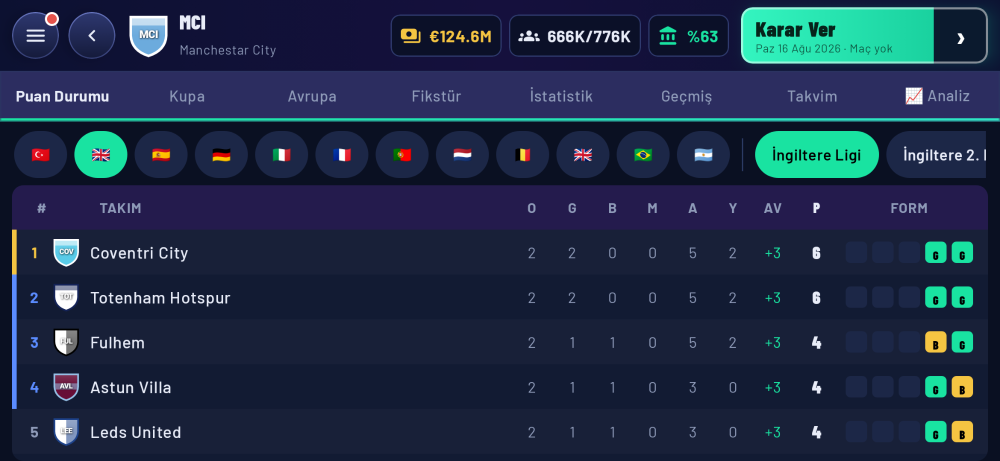 MCI
MCI
Manchestar City
€124.6M
666K/776K
%63
Karar Ver
Paz 16 Ağu 2026 · Maç yok
›
Puan Durumu Kupa Avrupa Fikstür İstatistik Geçmiş Takvim Analiz
İngiltere Ligi İngiltere 2.
# TAKIM O G B M A Y AV P FORM
1 COV Coventri City 2 2 0 0 5 2 +3 6 G G
2 TOT Totenham Hotspur 2 2 0 0 5 2 +3 6 G G
3 FUL Fulhem 2 1 1 0 5 2 +3 4 B G
4 AVL Astun Villa 2 1 1 0 3 0 +3 4 G B
5 LEE Leds United 2 1 1 0 3 0 +3 4 G B